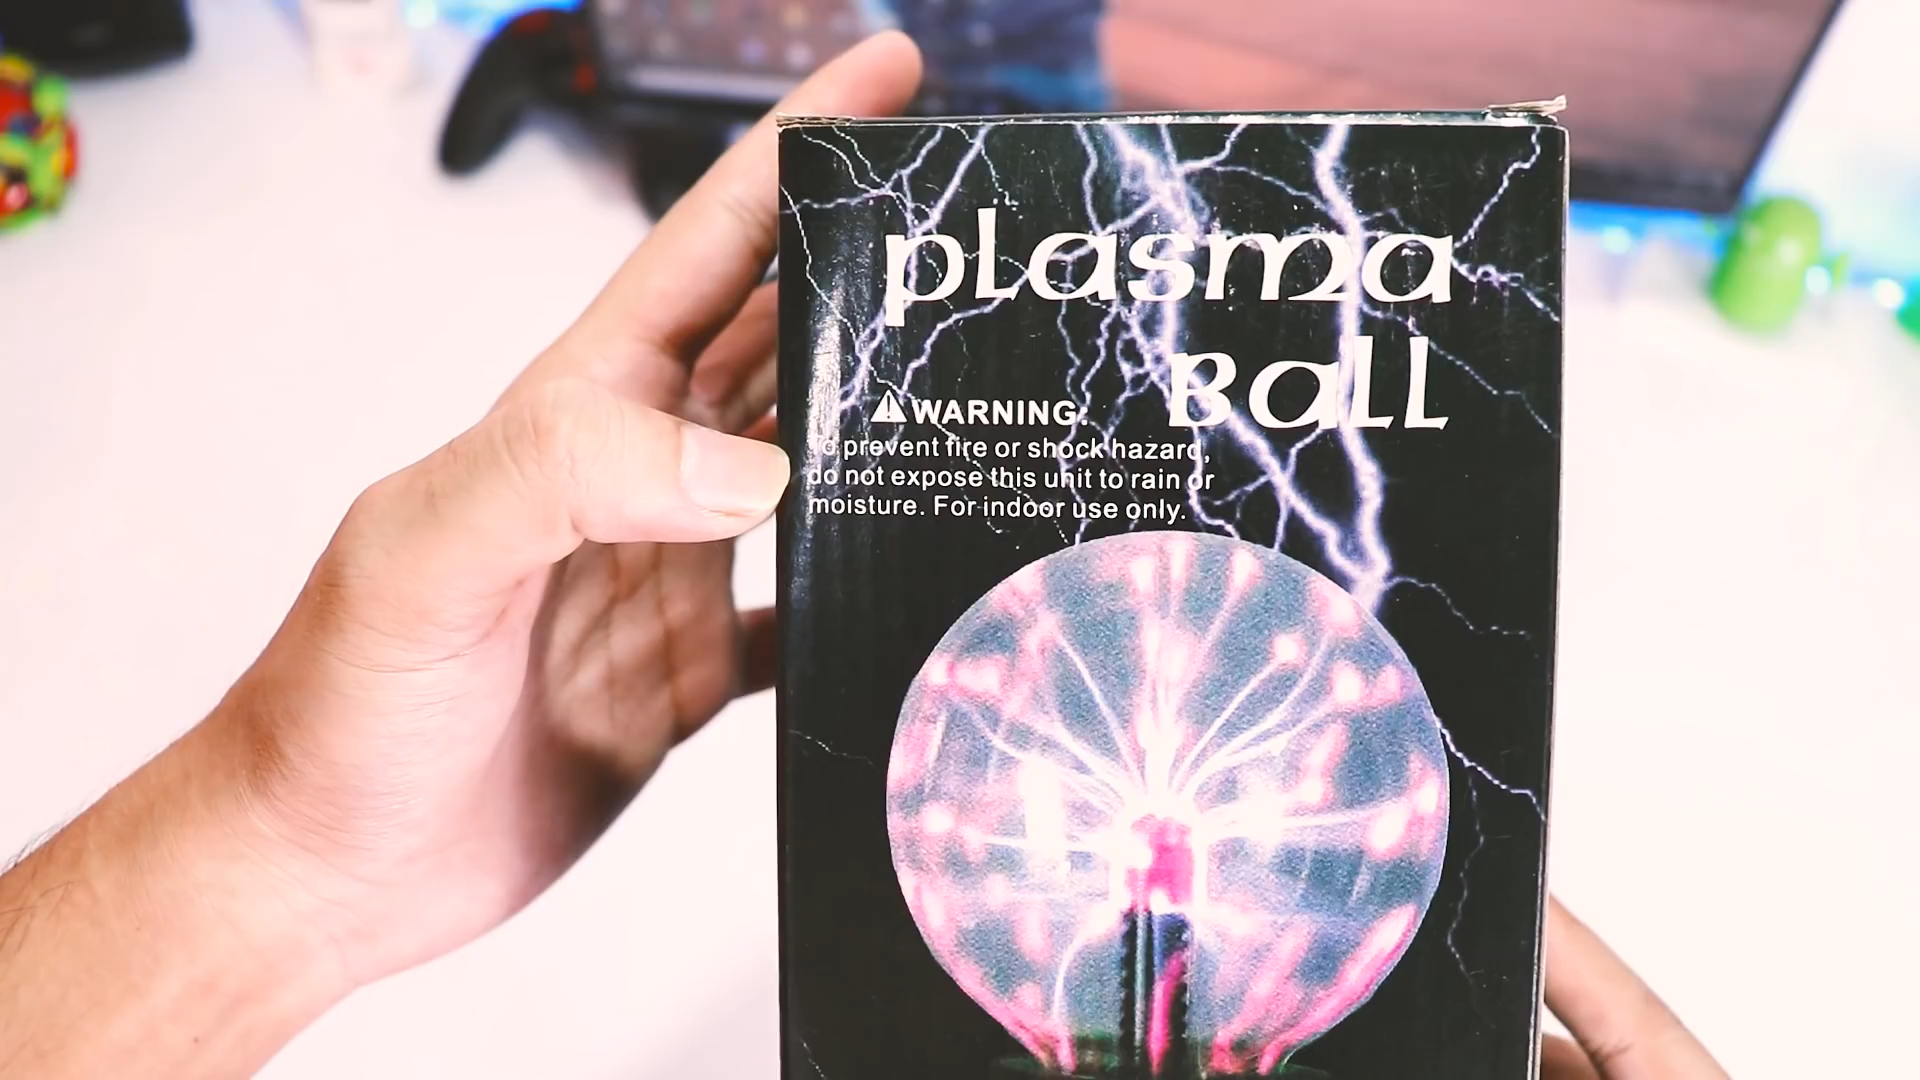 plasma
Ball
WARNING:
To prevent fire or shock hazard,
do not expose this unit to rain or
moisture. For indoor use only.